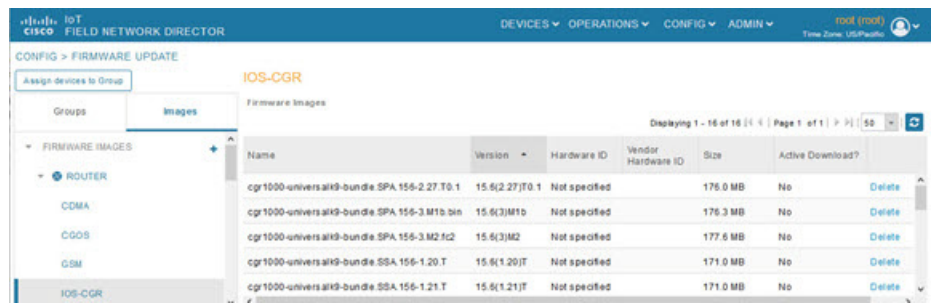 cisco IoT FIELD NETWORK DIRECTOR
DEVICES OPERATIONS CONFIG ADMIN
root (root)
Time Zone: US/Pacific
CONFIG > FIRMWARE UPDATE
Assign devices to Group
IOS-CGR
Groups Images
Firmware Images
Displaying 1 - 16 of 16 Page 1 of 1 50
FIRMWARE IMAGES +
Name Version Hardware ID Vendor Hardware ID Size Active Download?
ROUTER
cgr1000-universalk9-bundle.SPA.156-2.27.T0.1 15.6(2.27)T0.1 Not specified 176.0 MB No Delete
CDMA
cgr1000-universalk9-bundle.SPA.156-3.M1b.bin 15.6(3)M1b Not specified 176.3 MB No Delete
CGOS
cgr1000-universalk9-bundle.SPA.156-3.M2.fc2 15.6(3)M2 Not specified 177.6 MB No Delete
GSM
cgr1000-universalk9-bundle.SSA.156-1.20.T 15.6(1.20)T Not specified 171.0 MB No Delete
IOS-CGR
cgr1000-universalk9-bundle.SSA.156-1.21.T 15.6(1.21)T Not specified 171.0 MB No Delete